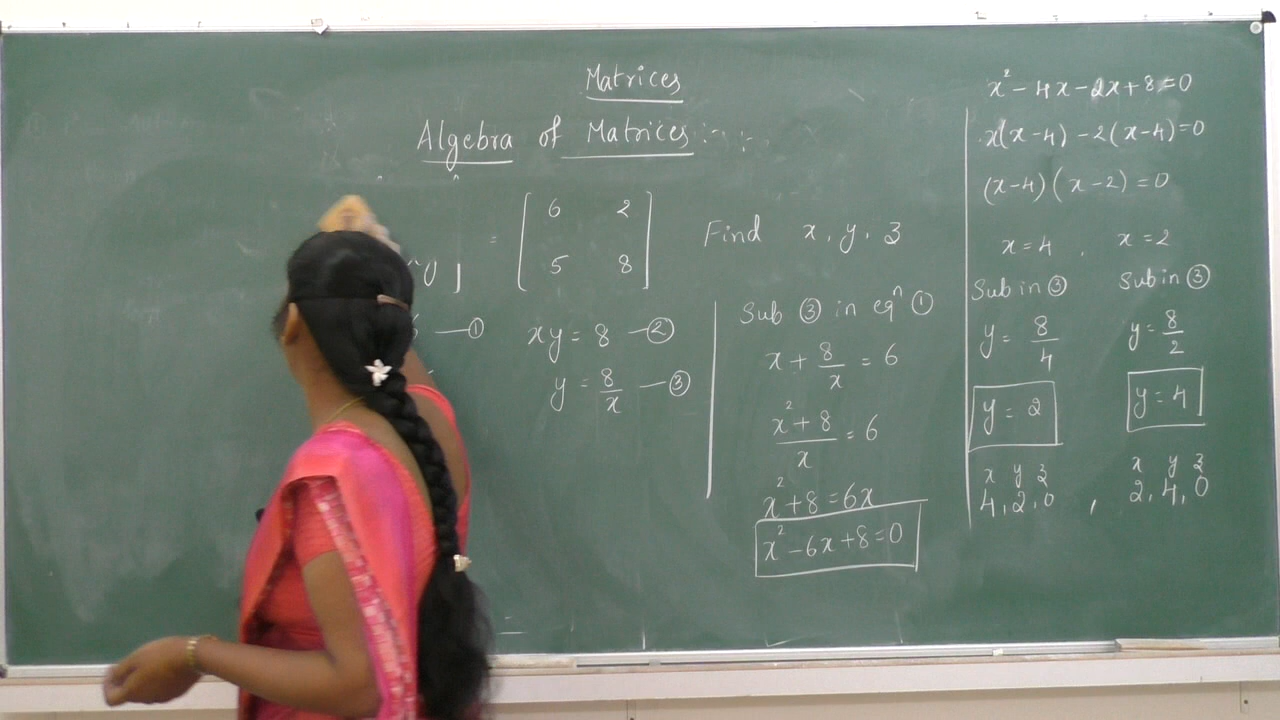 Matrices
Algebra of Matrices :-
= [ 6 2
5 8 ]
Find x, y, z
— ①
xy = 8 — ②
y = 8/x — ③
Sub ③ in eqⁿ ①
x + 8/x = 6
x² + 8 / x = 6
x² + 8 = 6x
x² - 6x + 8 = 0
x² - 4x - 2x + 8 = 0
x(x-4) - 2(x-4) = 0
(x-4)(x-2) = 0
x = 4 , x = 2
Sub in ③ Sub in ③
y = 8/4 y = 8/2
y = 2 y = 4
x y z x y z
4, 2, 0 , 2, 4, 0